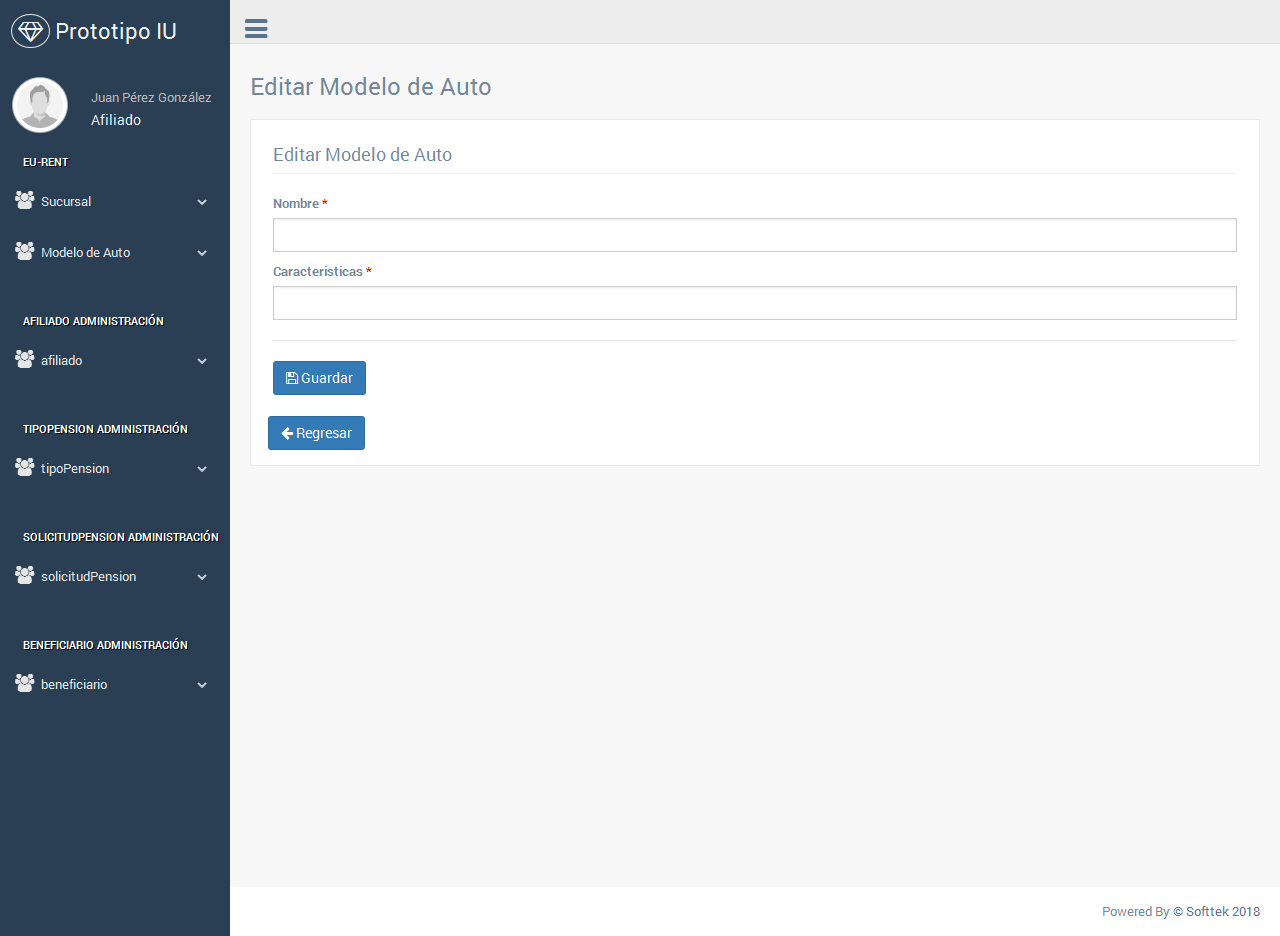 Prototipo IU
Juan Pérez González
Afiliado
EU-RENT
Sucursal
Modelo de Auto
AFILIADO ADMINISTRACIÓN
afiliado
TIPOPENSION ADMINISTRACIÓN
tipoPension
SOLICITUDPENSION ADMINISTRACIÓN
solicitudPension
BENEFICIARIO ADMINISTRACIÓN
beneficiario
Editar Modelo de Auto
Editar Modelo de Auto
Nombre *
Caracteristicas *
Guardar
Regresar
Powered By © Softtek 2018